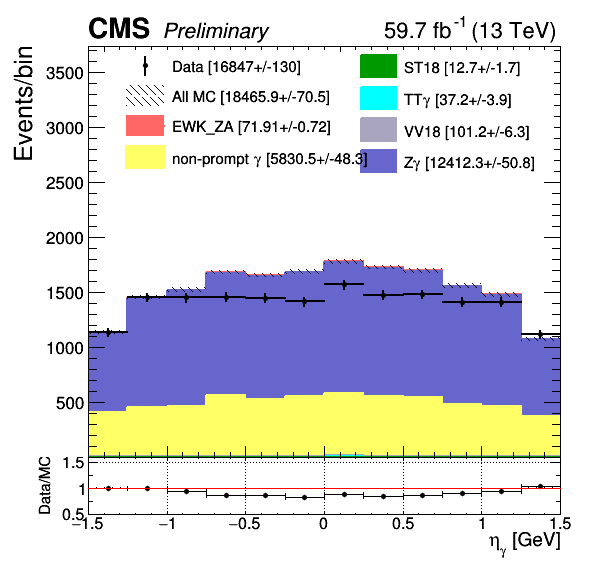 CMS Preliminary 59.7 fb⁻¹ (13 TeV)
Events/bin
3500
3000
2500
2000
1500
1000
500
Data [16847+/-130]
All MC [18465.9+/-70.5]
EWK_ZA [71.91+/-0.72]
non-prompt γ [5830.5+/-48.3]
ST18 [12.7+/-1.7]
TTγ [37.2+/-3.9]
VV18 [101.2+/-6.3]
Zγ [12412.3+/-50.8]
Data/MC
1.5
1
0.5
−1.5 −1 −0.5 0 0.5 1 1.5
ηγ [GeV]